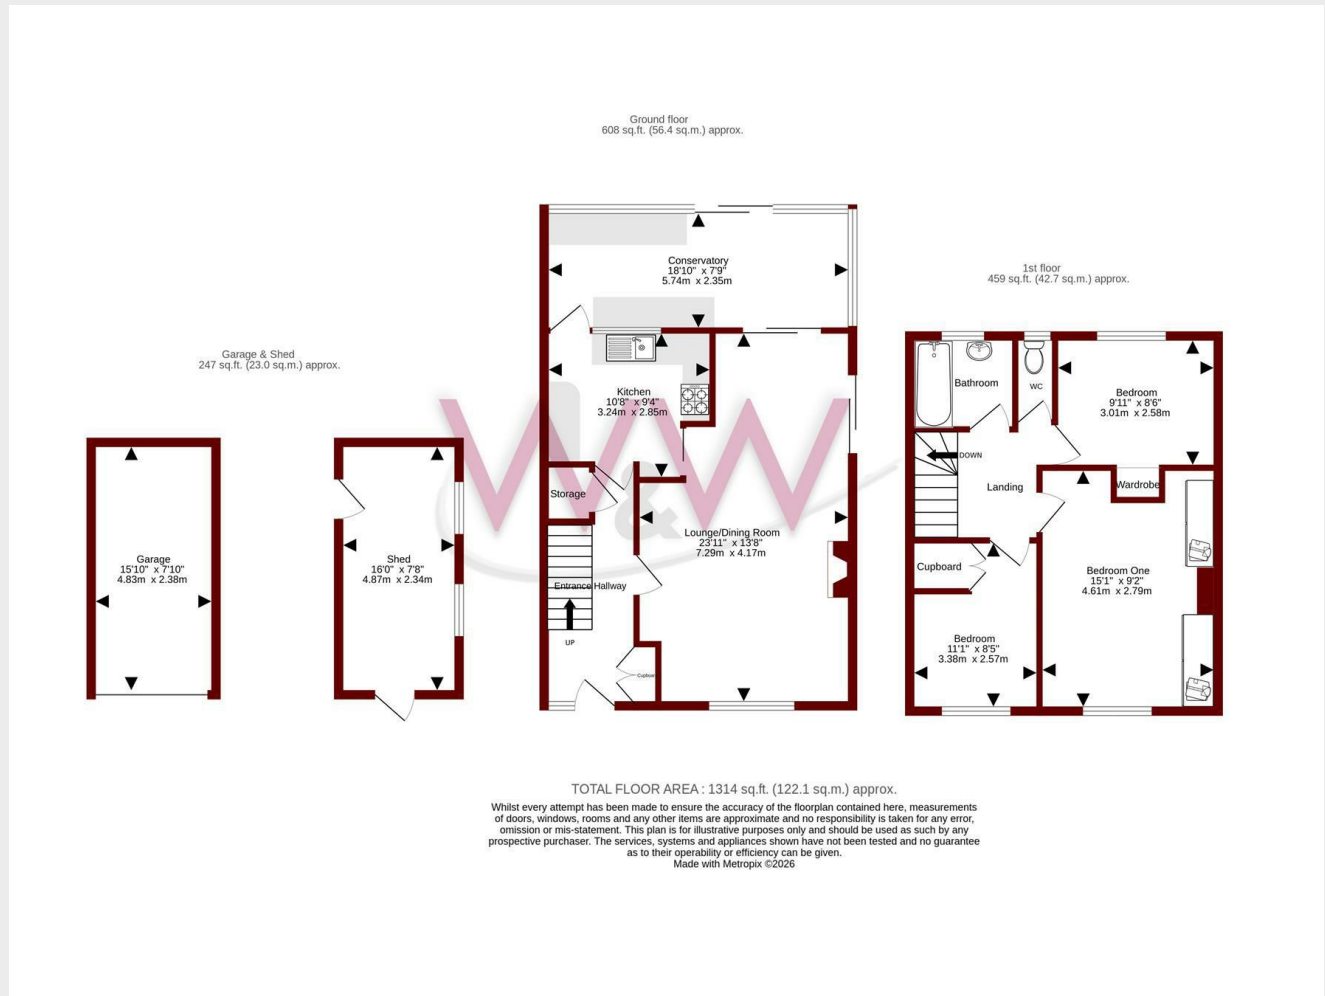 Ground floor
608 sq.ft. (56.4 sq.m.) approx.
Conservatory
18'10"  x 7'9"
5.74m  x 2.35m
1st floor
459 sq.ft. (42.7 sq.m.) approx.
Garage & Shed
247 sq.ft. (23.0 sq.m.) approx.
Kitchen
10'8"  x 9'4"
3.24m  x 2.85m
Bathroom
WC
Bedroom
9'11"  x 8'6"
3.01m  x 2.58m
W&W
DOWN
Landing
Wardrobe
Storage
Lounge/Dining Room
23'11"  x 13'8"
7.29m  x 4.17m
Garage
15'10"  x 7'10"
4.83m  x 2.38m
Shed
16'0"  x 7'8"
4.87m  x 2.34m
Entrance Hallway
UP
Cupboard
Cupboard
Bedroom One
15'1"  x 9'2"
4.61m  x 2.79m
Bedroom
11'1"  x 8'5"
3.38m  x 2.57m
TOTAL FLOOR AREA : 1314 sq.ft. (122.1 sq.m.) approx.
Whilst every attempt has been made to ensure the accuracy of the floorplan contained here, measurements
of doors, windows, rooms and any other items are approximate and no responsibility is taken for any error,
omission or mis-statement. This plan is for illustrative purposes only and should be used as such by any
prospective purchaser. The services, systems and appliances shown have not been tested and no guarantee
as to their operability or efficiency can be given.
Made with Metropix ©2026